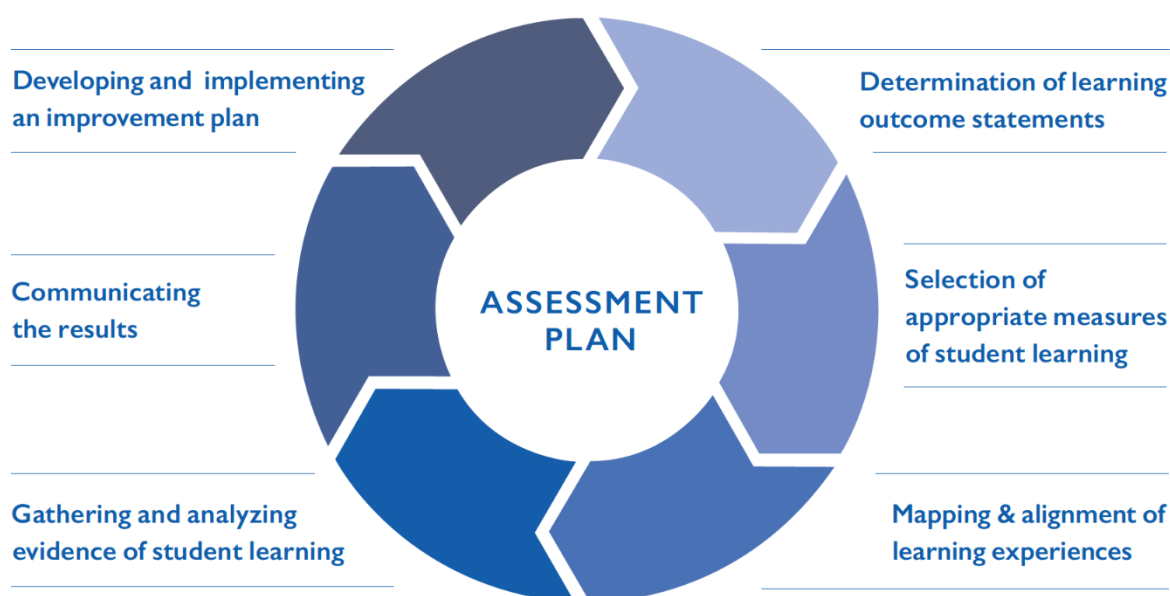 Developing and implementing
an improvement plan
Determination of learning
outcome statements
Communicating
the results
ASSESSMENT
PLAN
Selection of
appropriate measures
of student learning
Gathering and analyzing
evidence of student learning
Mapping & alignment of
learning experiences